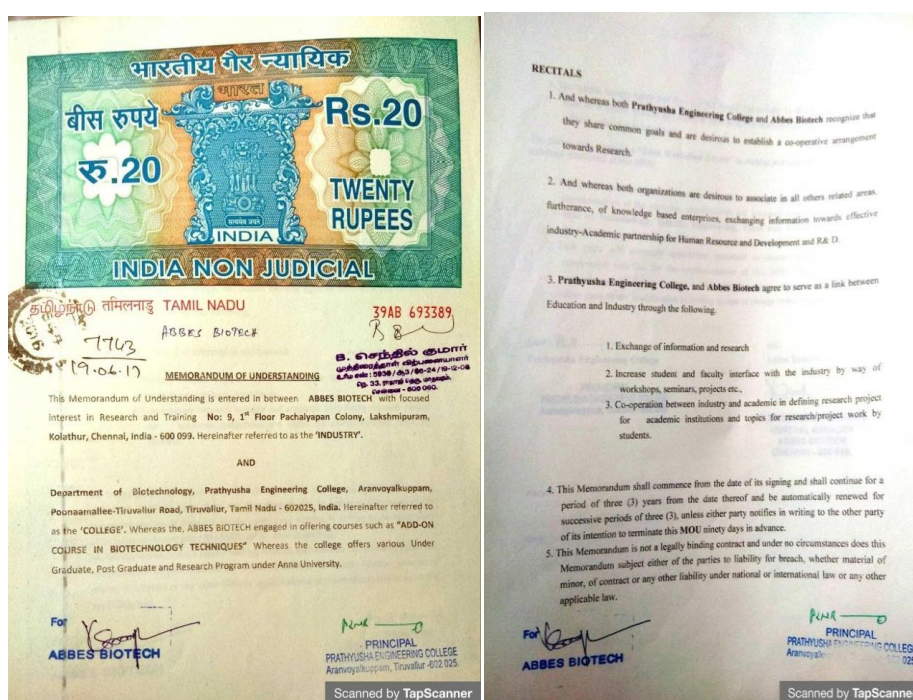 भारतीय गैर न्यायिक
भारत
बीस रुपये
Rs.20
रु.20
TWENTY
RUPEES
सत्यमेव जयते
INDIA
INDIA NON JUDICIAL
தமிழ்நாடு तमिलनाडु TAMIL NADU
39AB 693389
ABBES BIOTECH
7743
19.06.17
B. செந்தில் குமார்
MEMORANDUM OF UNDERSTANDING
This Memorandum of Understanding is entered in between ABBES BIOTECH with focused
interest in Research and Training No: 9, 1st Floor Pachalyapan Colony, Lakshmipuram,
Kolathur, Chennai, India - 600 099. Hereinafter referred to as the 'INDUSTRY'.
AND
Department of Biotechnology, Prathyusha Engineering College, Aranvoyalkuppam,
Poonaamallee-Tiruvallur Road, Tiruvallur, Tamil Nadu - 602025, India. Hereinafter referred to
as the 'COLLEGE'. Whereas the, ABBES BIOTECH engaged in offering courses such as "ADD-ON
COURSE IN BIOTECHNOLOGY TECHNIQUES" Whereas the college offers various Under
Graduate, Post Graduate and Research Program under Anna University.
For
ABBES BIOTECH
PRINCIPAL
PRATHYUSHA ENGINEERING COLLEGE
Aranvoyalkuppam, Tiruvallur -602 025.
Scanned by TapScanner
RECITALS
1. And whereas both Prathyusha Engineering College and Abbes Biotech recognize that
they share common goals and are desirous to establish a co-operative arrangement
towards Research.
2. And whereas both organizations are desirous to associate in all others related areas,
furtherance, of knowledge based enterprises, exchanging information towards effective
industry-Academic partnership for Human Resource and Development and R& D.
3. Prathyusha Engineering College, and Abbes Biotech agree to serve as a link between
Education and Industry through the following.
1. Exchange of information and research
2. Increase student and faculty interface with the industry by way of
workshops, seminars, projects etc.,
3. Co-operation between industry and academic in defining research project
for academic institutions and topics for research/project work by
students.
4. This Memorandum shall commence from the date of its signing and shall continue for a
period of three (3) years from the date thereof and be automatically renewed for
successive periods of three (3), unless either party notifies in writing to the other party
of its intention to terminate this MOU ninety days in advance.
5. This Memorandum is not a legally binding contract and under no circumstances does this
Memorandum subject either of the parties to liability for breach, whether material of
minor, of contract or any other liability under national or international law or any other
applicable law.
For
ABBES BIOTECH
PRINCIPAL
PRATHYUSHA ENGINEERING COLLEG
Scanned by TapScanner